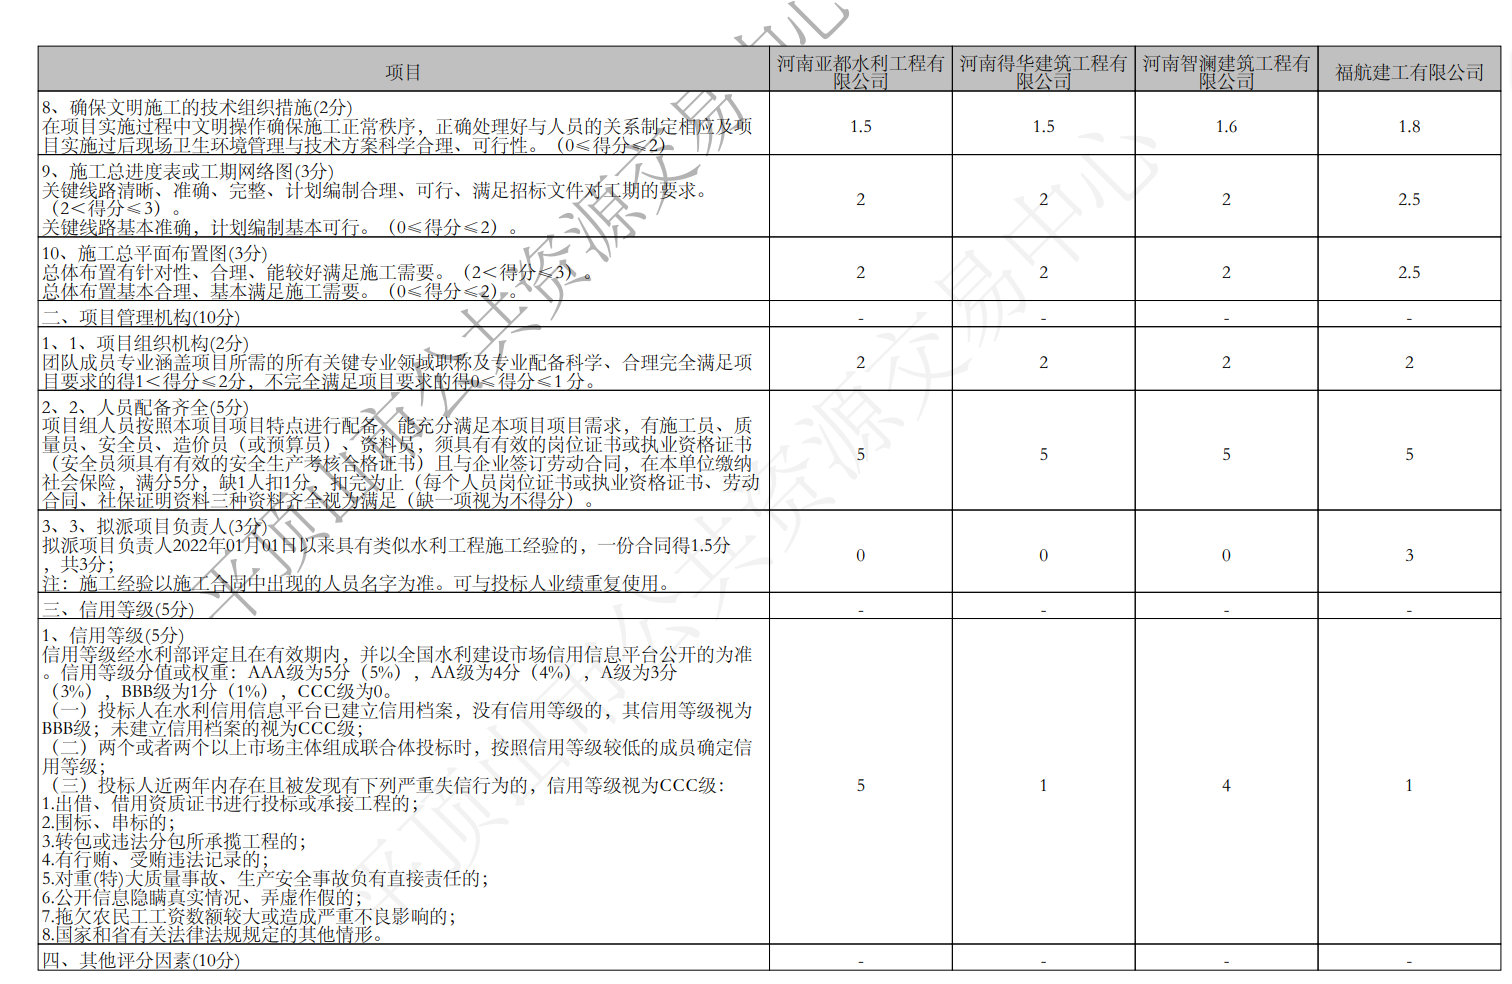 项目
河南亚都水利工程有
限公司
河南得华建筑工程有
限公司
河南智澜建筑工程有
限公司
福航建工有限公司
8、确保文明施工的技术组织措施(2分)
在项目实施过程中文明操作确保施工正常秩序，正确处理好与人员的关系制定相应及项
目实施过后现场卫生环境管理与技术方案科学合理、可行性。（0≤得分≤2）
1.5
1.5
1.6
1.8
9、施工总进度表或工期网络图(3分)
关键线路清晰、准确、完整、计划编制合理、可行、满足招标文件对工期的要求。
（2＜得分≤3）。
关键线路基本准确，计划编制基本可行。（0≤得分≤2）。
2
2
2
2.5
10、施工总平面布置图(3分)
总体布置有针对性、合理、能较好满足施工需要。（2＜得分≤3）。
总体布置基本合理、基本满足施工需要。（0≤得分≤2）。
2
2
2
2.5
二、项目管理机构(10分)
-
-
-
-
1、1、项目组织机构(2分)
团队成员专业涵盖项目所需的所有关键专业领域职称及专业配备科学、合理完全满足项
目要求的得1＜得分≤2分，不完全满足项目要求的得0≤得分≤1 分。
2
2
2
2
2、2、人员配备齐全(5分)
项目组人员按照本项目项目特点进行配备，能充分满足本项目项目需求，有施工员、质
量员、安全员、造价员（或预算员）、资料员，须具有有效的岗位证书或执业资格证书
（安全员须具有有效的安全生产考核合格证书）且与企业签订劳动合同，在本单位缴纳
社会保险，满分5分，缺1人扣1分，扣完为止（每个人员岗位证书或执业资格证书、劳动
合同、社保证明资料三种资料齐全视为满足（缺一项视为不得分）。
5
5
5
5
3、3、拟派项目负责人(3分)
拟派项目负责人2022年01月01日以来具有类似水利工程施工经验的，一份合同得1.5分
，共3分；
注：施工经验以施工合同中出现的人员名字为准。可与投标人业绩重复使用。
0
0
0
3
三、信用等级(5分)
-
-
-
-
1、信用等级(5分)
信用等级经水利部评定且在有效期内，并以全国水利建设市场信用信息平台公开的为准
。信用等级分值或权重：AAA级为5分（5%），AA级为4分（4%），A级为3分
（3%），BBB级为1分（1%），CCC级为0。
（一）投标人在水利信用信息平台已建立信用档案，没有信用等级的，其信用等级视为
BBB级；未建立信用档案的视为CCC级；
（二）两个或者两个以上市场主体组成联合体投标时，按照信用等级较低的成员确定信
用等级；
（三）投标人近两年内存在且被发现有下列严重失信行为的，信用等级视为CCC级：
1.出借、借用资质证书进行投标或承接工程的；
2.围标、串标的；
3.转包或违法分包所承揽工程的；
4.有行贿、受贿违法记录的；
5.对重(特)大质量事故、生产安全事故负有直接责任的；
6.公开信息隐瞒真实情况、弄虚作假的；
7.拖欠农民工工资数额较大或造成严重不良影响的；
8.国家和省有关法律法规规定的其他情形。
5
1
4
1
四、其他评分因素(10分)
-
-
-
-
平顶山市公共资源交易中心
平顶山市公共资源交易中心